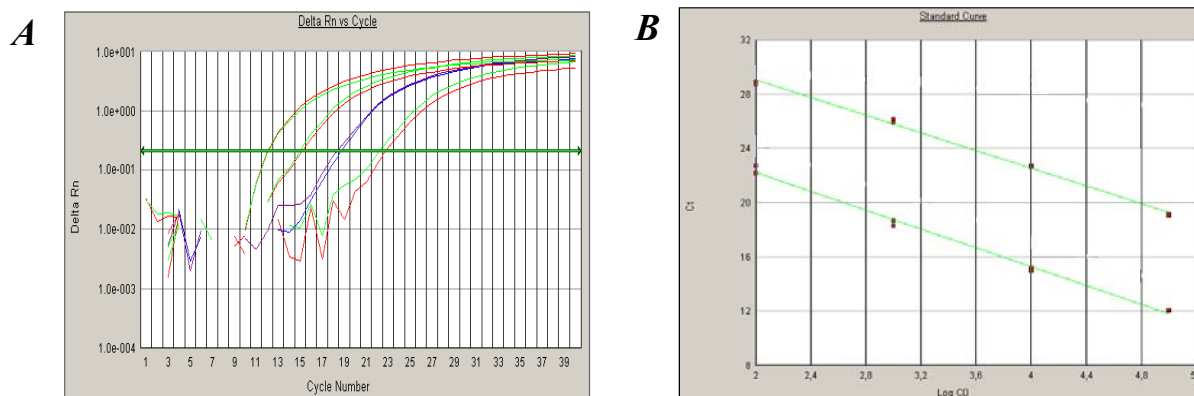 A
Delta Rn vs Cycle
1.0e+001
1.0e+000
1.0e-001
1.0e-002
1.0e-003
1.0e-004
Delta Rn
1 3 5 7 9 11 13 15 17 19 21 23 25 27 29 31 33 35 37 39
Cycle Number
B
Standard Curve
32
28
24
20
16
12
8
Ct
2 2,4 2,8 3,2 3,6 4 4,4 4,8 5
Log C0